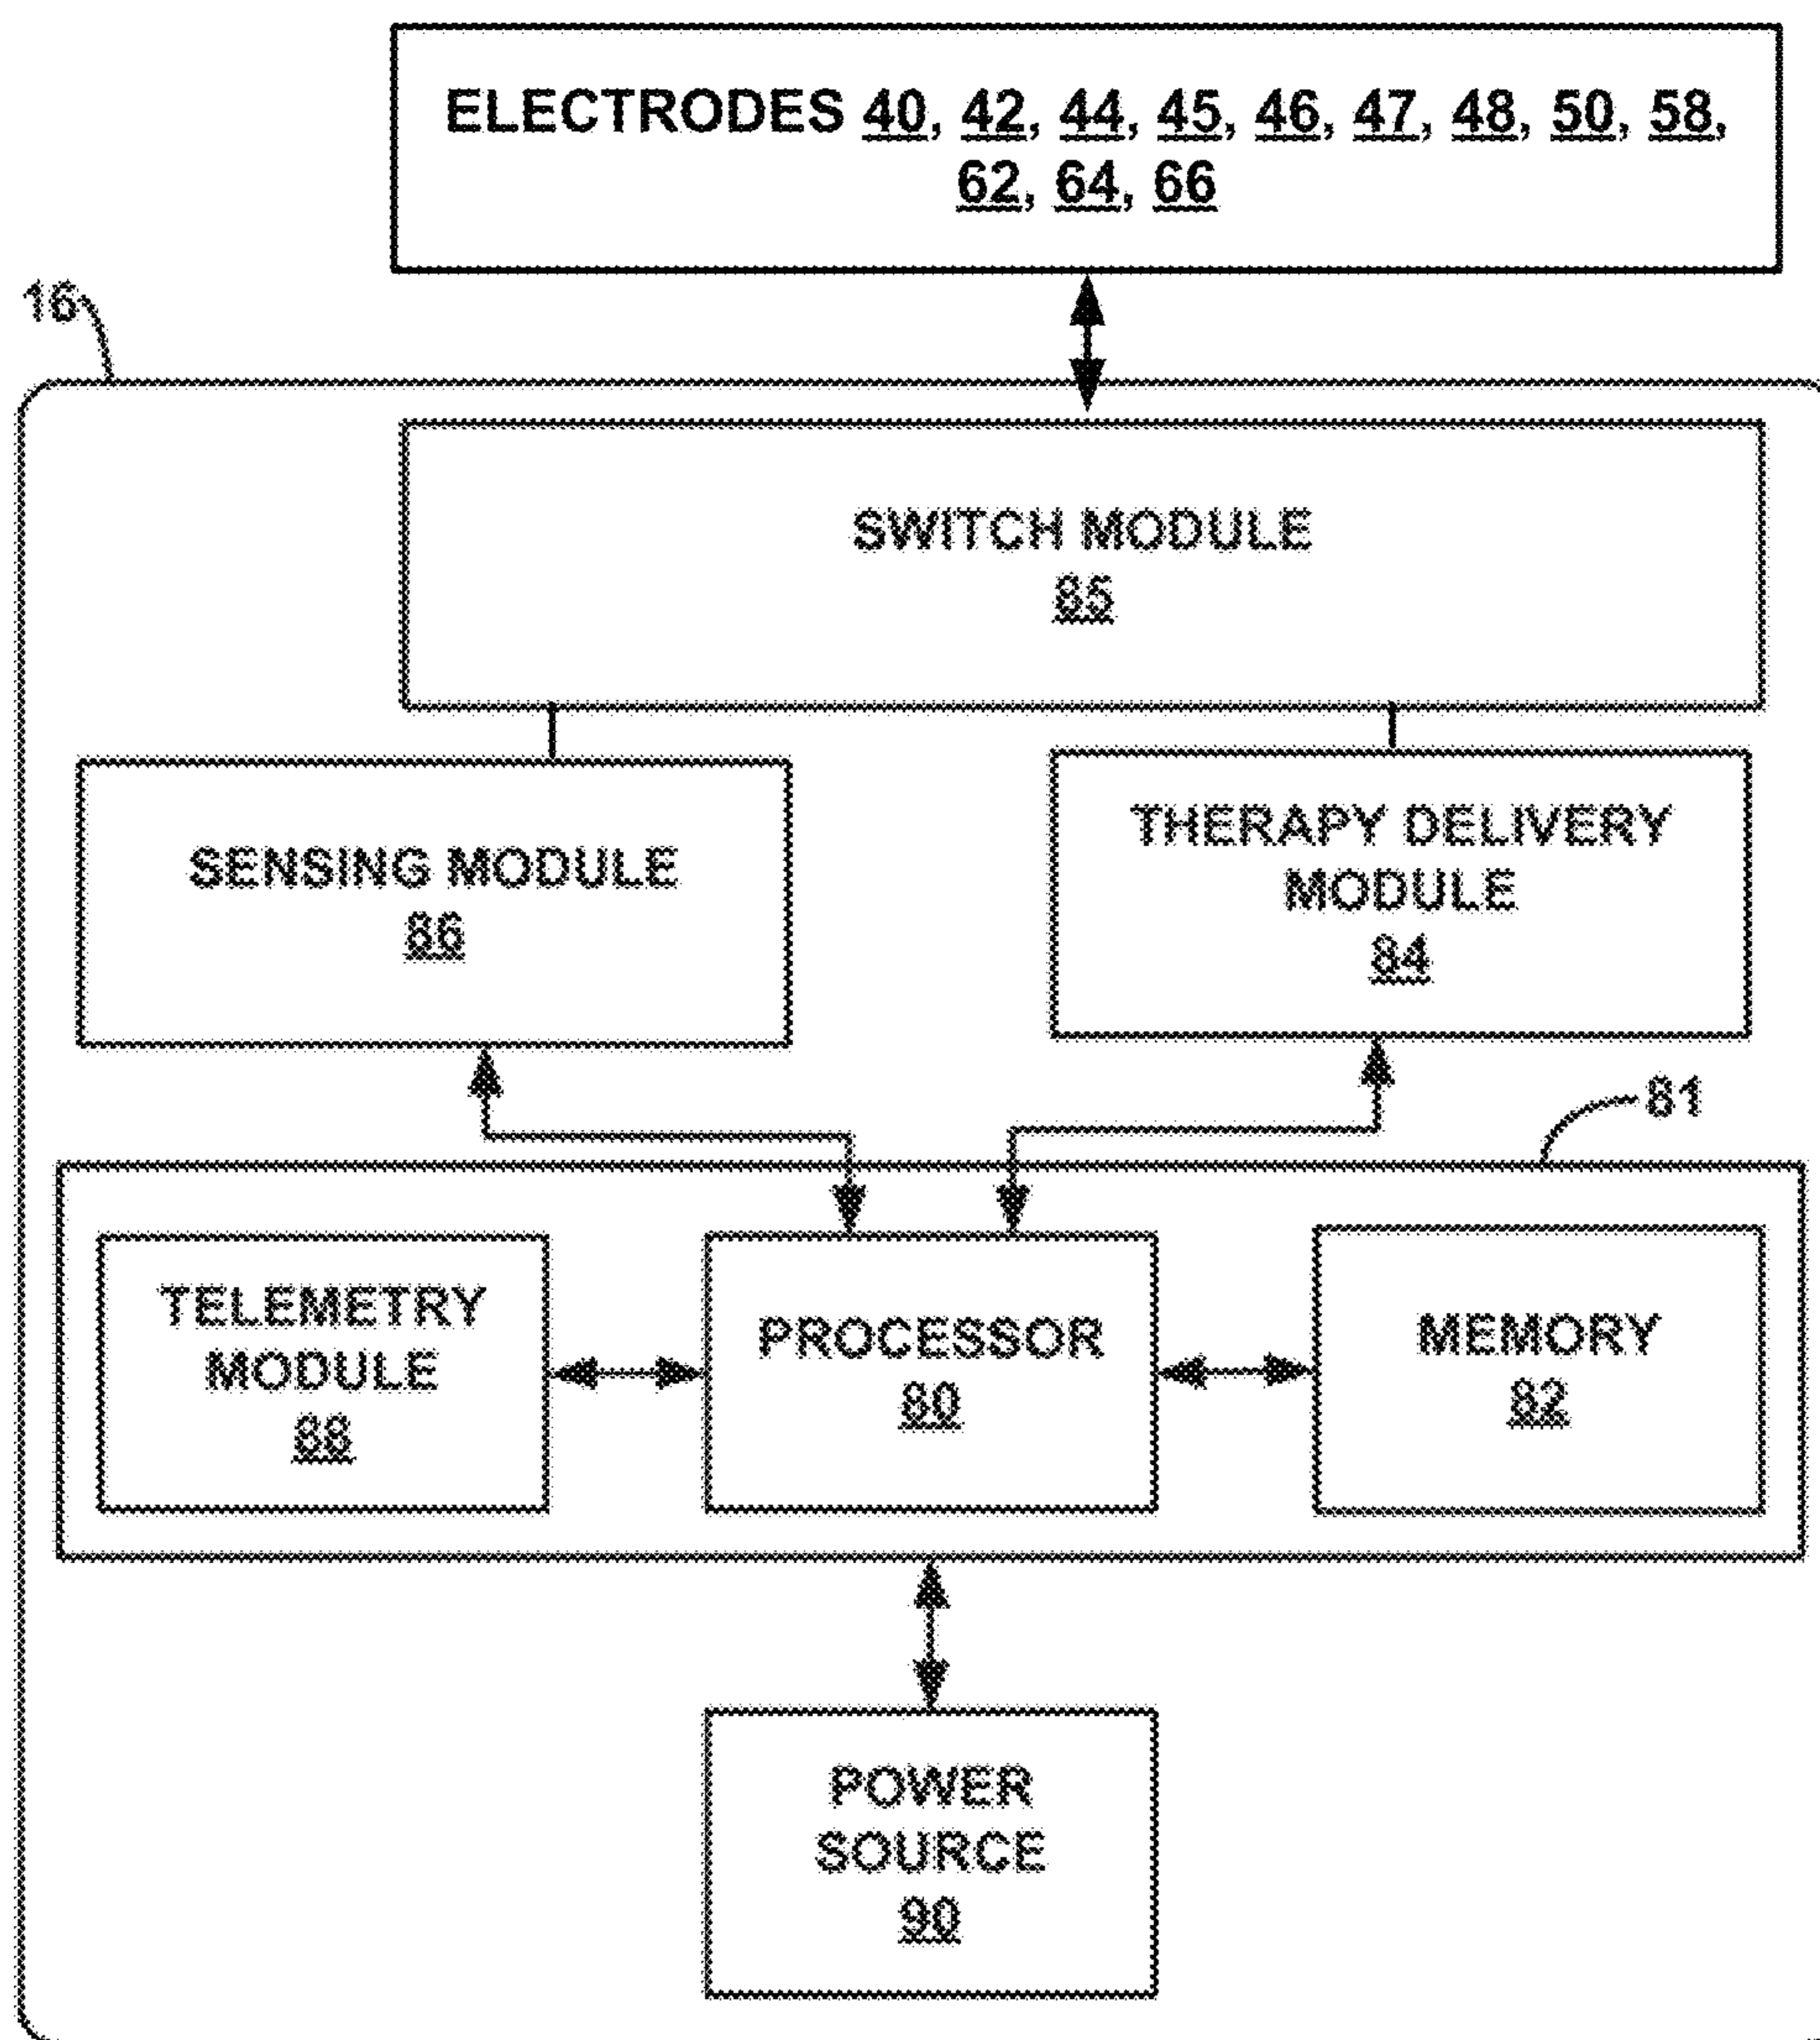 ELECTRODES 40, 42, 44, 45, 46, 47, 48, 50, 58,
62, 64, 66
16
SWITCH MODULE
85
SENSING MODULE
86
THERAPY DELIVERY
MODULE
84
81
TELEMETRY
MODULE
88
PROCESSOR
80
MEMORY
82
POWER
SOURCE
90